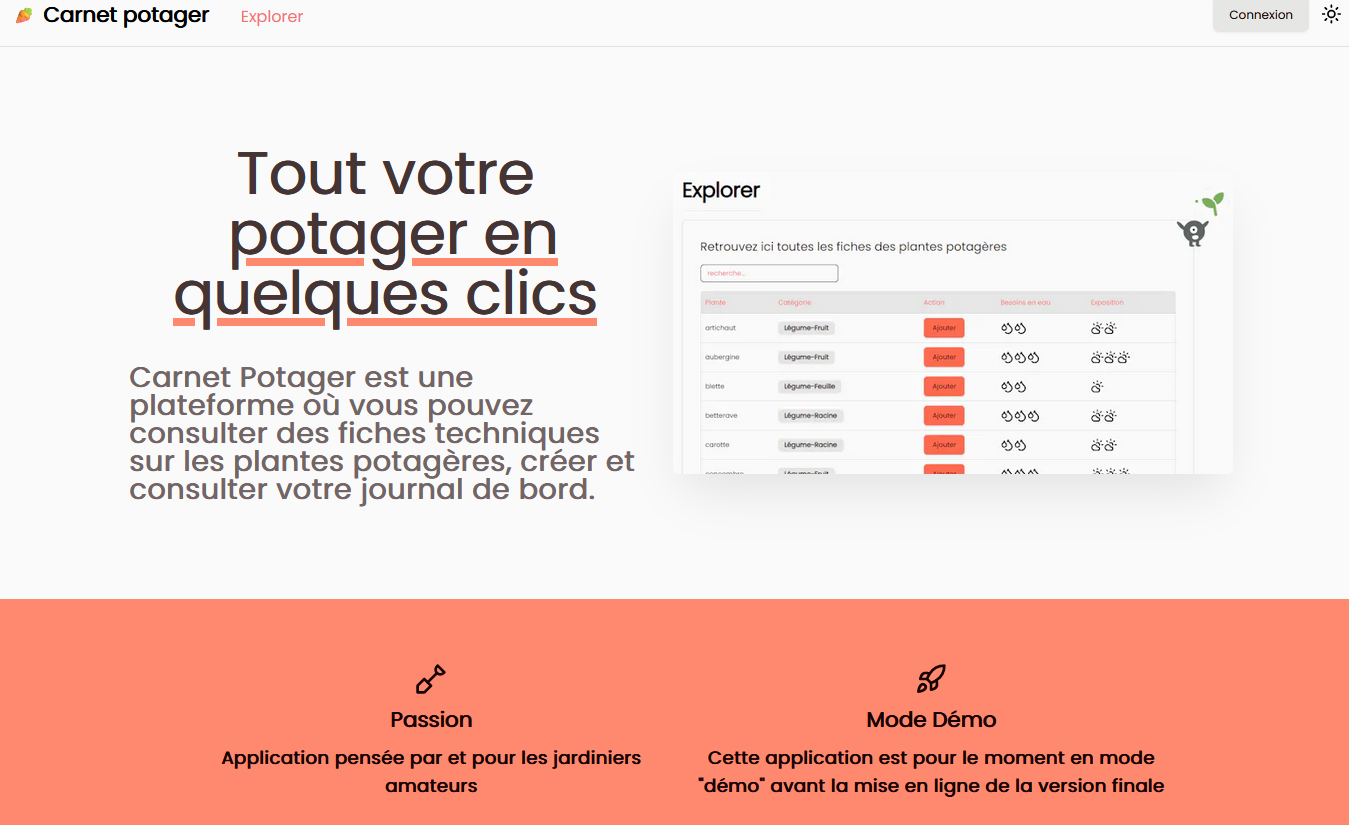 Carnet potager
Explorer
Connexion
Tout votre
potager en
quelques clics
Carnet Potager est une
plateforme où vous pouvez
consulter des fiches techniques
sur les plantes potagères, créer et
consulter votre journal de bord.
Explorer
Retrouvez ici toutes les fiches des plantes potagères
recherche...
Plante Catégorie Action Besoins en eau Exposition
artichaut Légume-Fruit Ajouter
aubergine Légume-Fruit Ajouter
blette Légume-Feuille Ajouter
betterave Légume-Racine Ajouter
carotte Légume-Racine Ajouter
concombre Légume-Fruit Ajouter
Passion
Application pensée par et pour les jardiniers
amateurs
Mode Démo
Cette application est pour le moment en mode
"démo" avant la mise en ligne de la version finale